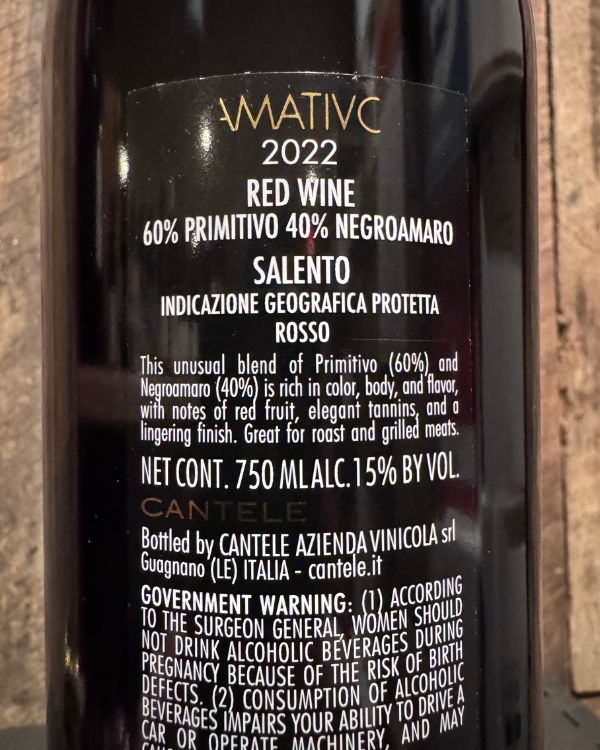 AMATIVO
2022
RED WINE
60% PRIMITIVO 40% NEGROAMARO
SALENTO
INDICAZIONE GEOGRAFICA PROTETTA
ROSSO
This unusual blend of Primitivo (60%) and
Negroamaro (40%) is rich in color, body, and flavor,
with notes of red fruit, elegant tannins, and a
lingering finish. Great for roast and grilled meats.
NET CONT. 750 ML ALC. 15% BY VOL.
CANTELE
Bottled by CANTELE AZIENDA VINICOLA srl
Guagnano (LE) ITALIA - cantele.it
GOVERNMENT WARNING: (1) ACCORDING
TO THE SURGEON GENERAL, WOMEN SHOULD
NOT DRINK ALCOHOLIC BEVERAGES DURING
PREGNANCY BECAUSE OF THE RISK OF BIRTH
DEFECTS. (2) CONSUMPTION OF ALCOHOLIC
BEVERAGES IMPAIRS YOUR ABILITY TO DRIVE A
CAR OR OPERATE MACHINERY, AND MAY